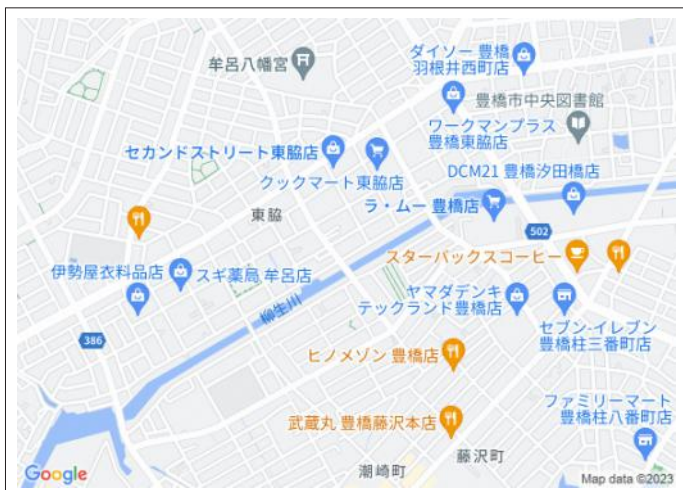 ダイソー 豊橋
羽根井西町店
牟呂八幡宮
豊橋市中央図書館
ワークマンプラス
豊橋東脇店
セカンドストリート東脇店
DCM21 豊橋汐田橋店
クックマート東脇店
ラ・ムー 豊橋店
東脇
502
スターバックスコーヒー
伊勢屋衣料品店
スギ薬局 牟呂店
ヤマダデンキ
テックランド豊橋店
柳生川
セブン-イレブン
豊橋柱三番町店
386
ヒノメゾン 豊橋店
ファミリーマート
豊橋柱八番町店
武蔵丸 豊橋藤沢本店
藤沢町
潮崎町
Google
Map data ©2023